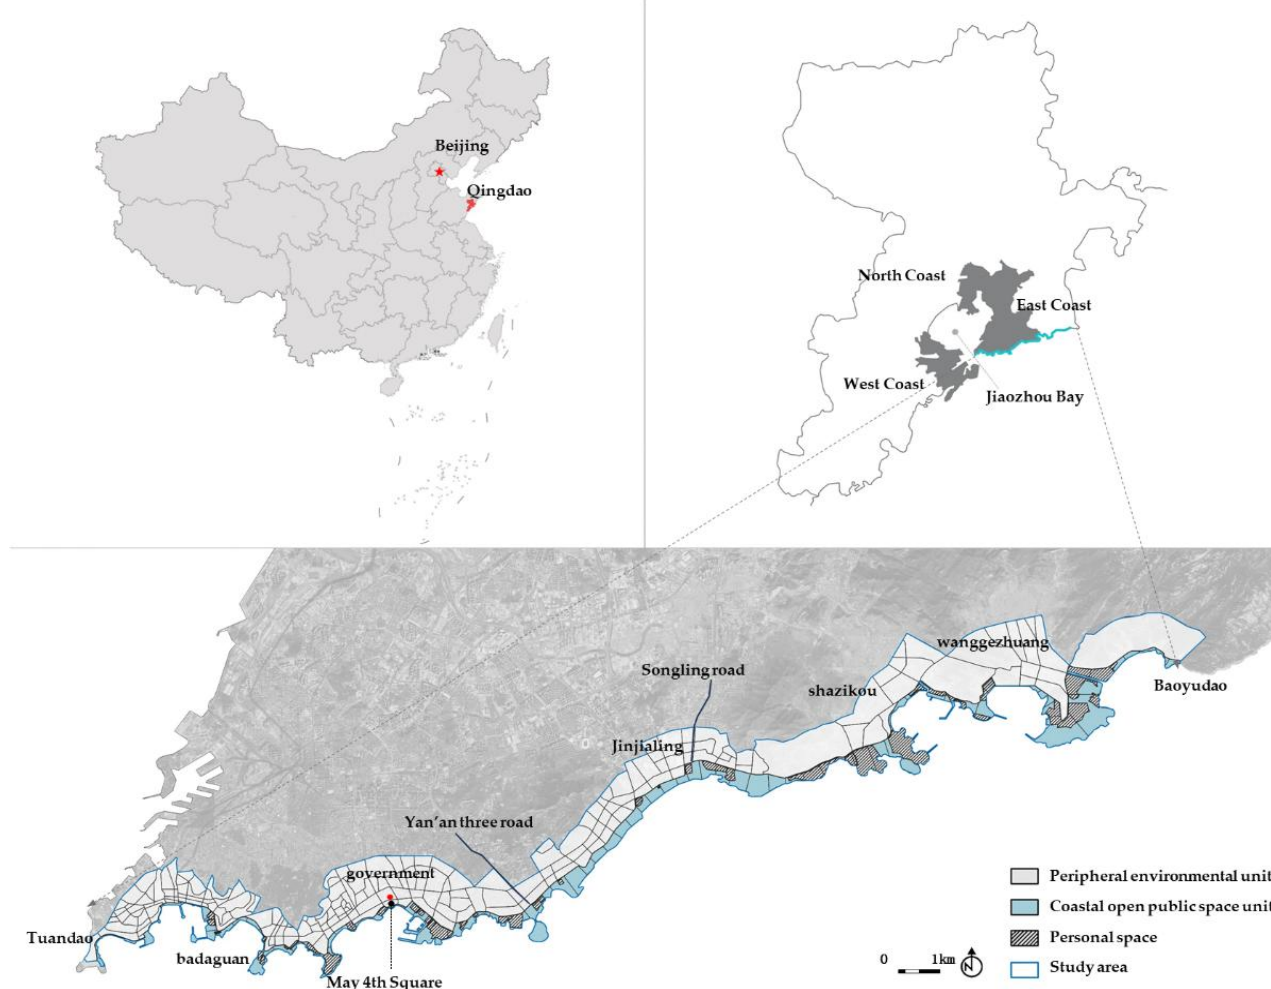 Beijing
Qingdao
North Coast
East Coast
West Coast
Jiaozhou Bay
wanggezhuang
Songling road
shazikou
Baoyudao
Jinjialing
Yan'an three road
government
Tuandao
badaguan
May 4th Square
Peripheral environmental unit
Coastal open public space unit
Personal space
Study area
0 1km
N